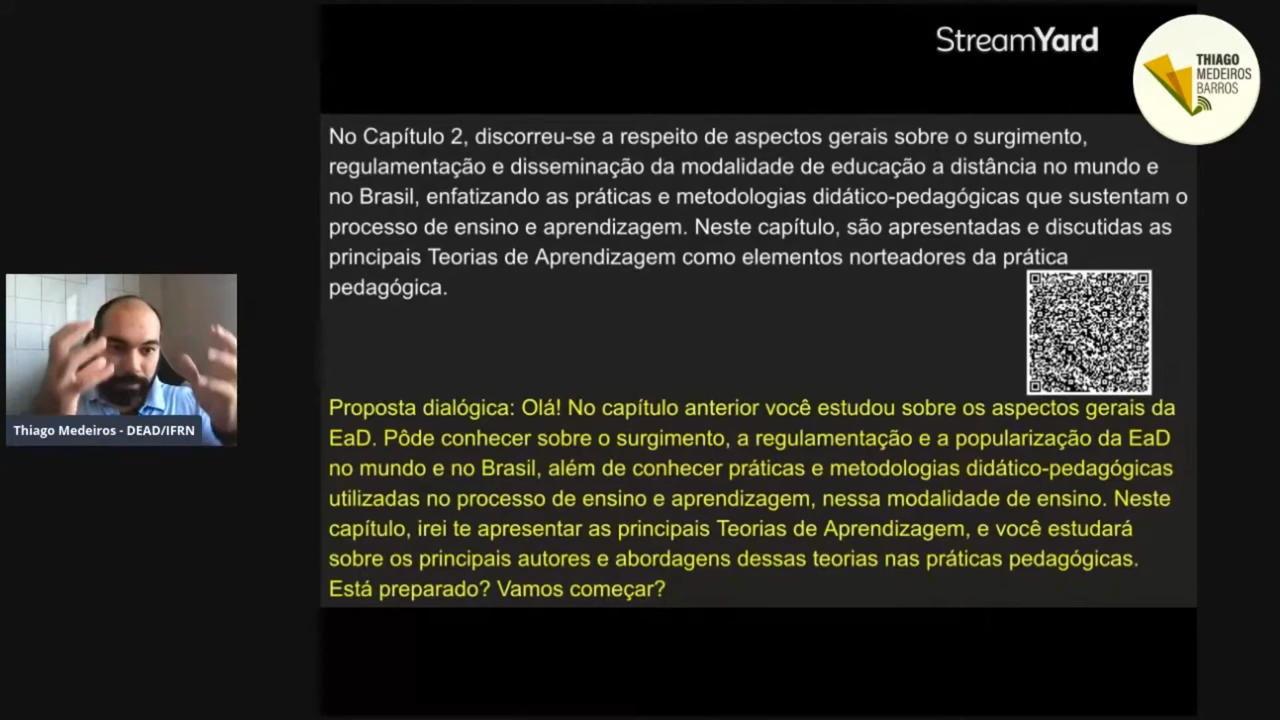 StreamYard
THIAGO
MEDEIROS
BARROS
No Capítulo 2, discorreu-se a respeito de aspectos gerais sobre o surgimento,
regulamentação e disseminação da modalidade de educação a distância no mundo e
no Brasil, enfatizando as práticas e metodologias didático-pedagógicas que sustentam o
processo de ensino e aprendizagem. Neste capítulo, são apresentadas e discutidas as
principais Teorias de Aprendizagem como elementos norteadores da prática
pedagógica.
Thiago Medeiros - DEAD/IFRN
Proposta dialógica: Olá! No capítulo anterior você estudou sobre os aspectos gerais da
EaD. Pôde conhecer sobre o surgimento, a regulamentação e a popularização da EaD
no mundo e no Brasil, além de conhecer práticas e metodologias didático-pedagógicas
utilizadas no processo de ensino e aprendizagem, nessa modalidade de ensino. Neste
capítulo, irei te apresentar as principais Teorias de Aprendizagem, e você estudará
sobre os principais autores e abordagens dessas teorias nas práticas pedagógicas.
Está preparado? Vamos começar?